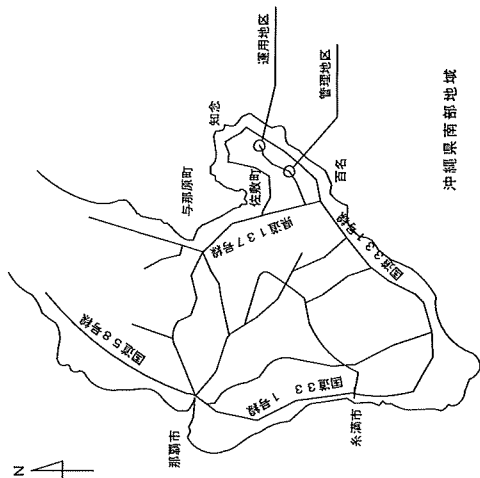 運用地区
管理地区
知念
与那原町
佐敷町
百名
県道137号線
国道331号線
国道58号線
国道331号線
那覇市
糸満市
沖縄県南部地域
N